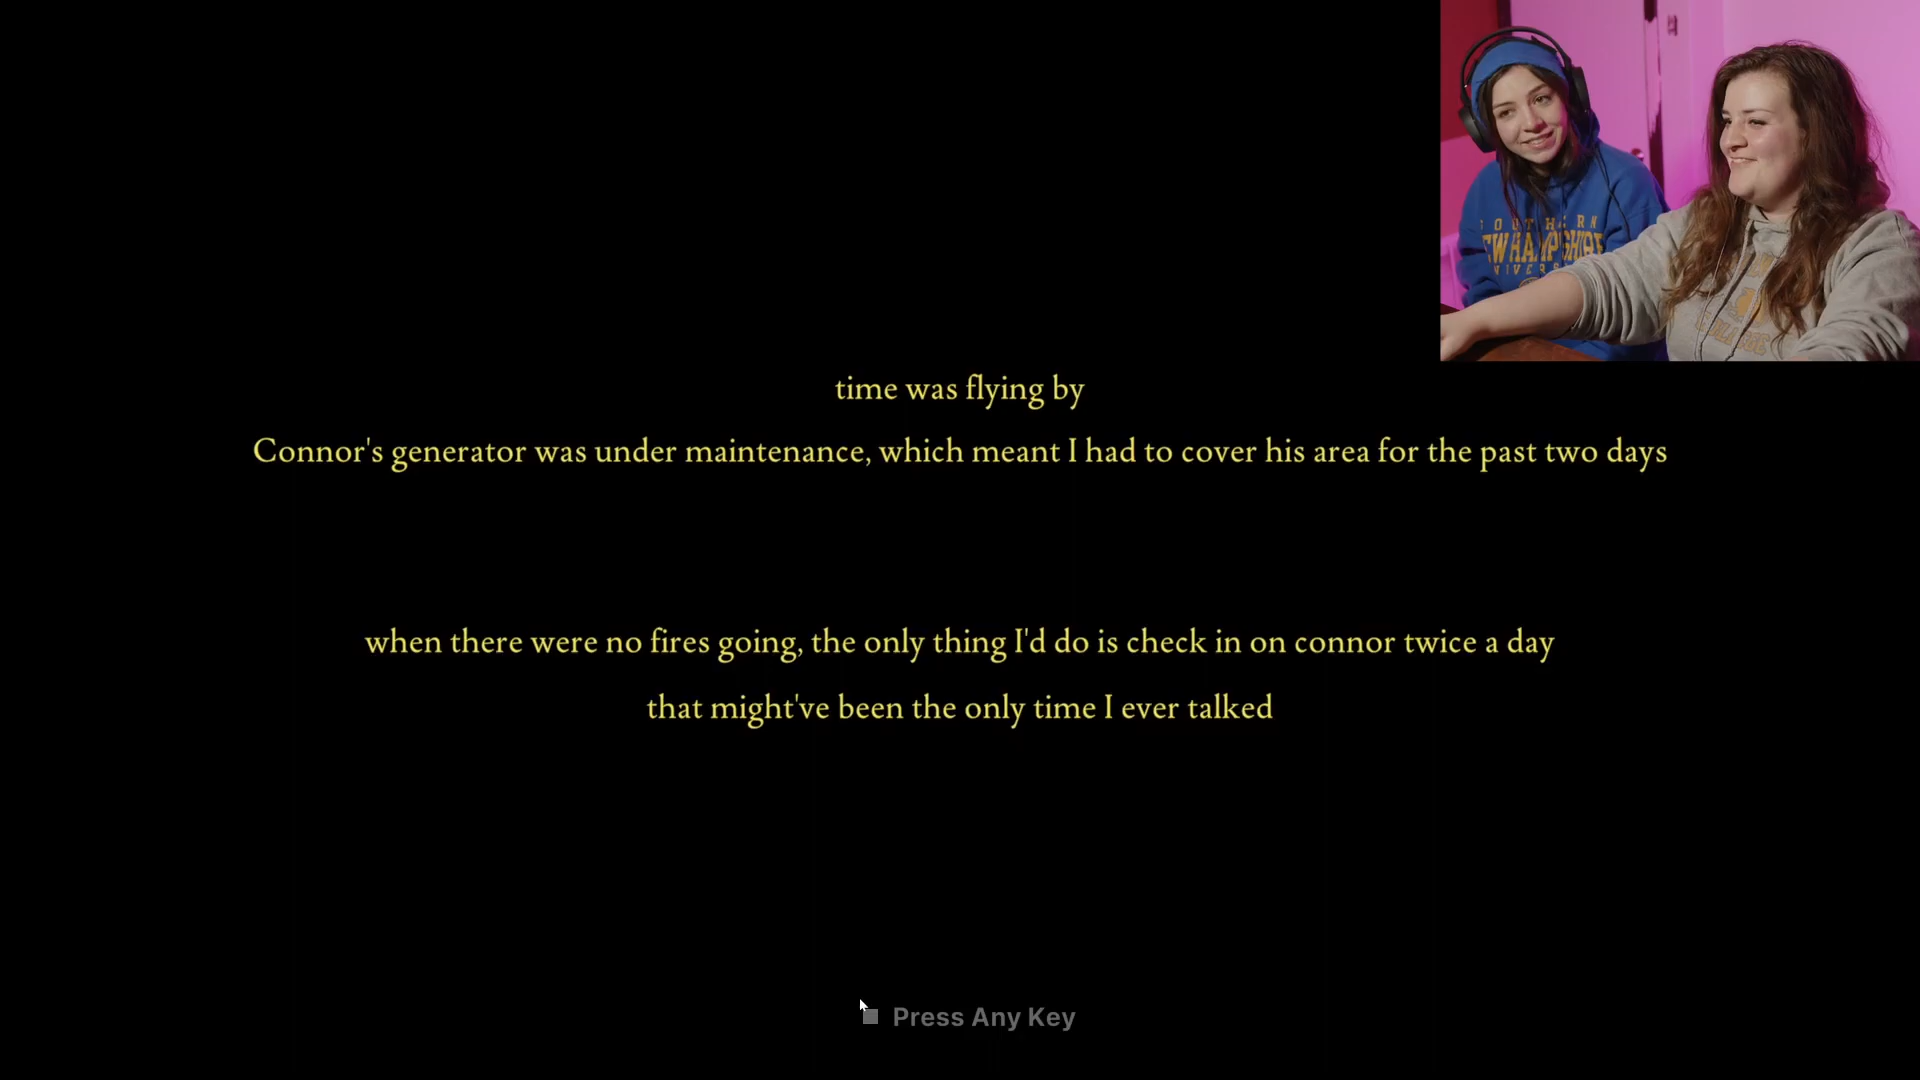 time was flying by
Connor's generator was under maintenance, which meant I had to cover his area for the past two days
when there were no fires going, the only thing I'd do is check in on connor twice a day
that might've been the only time I ever talked
Press Any Key